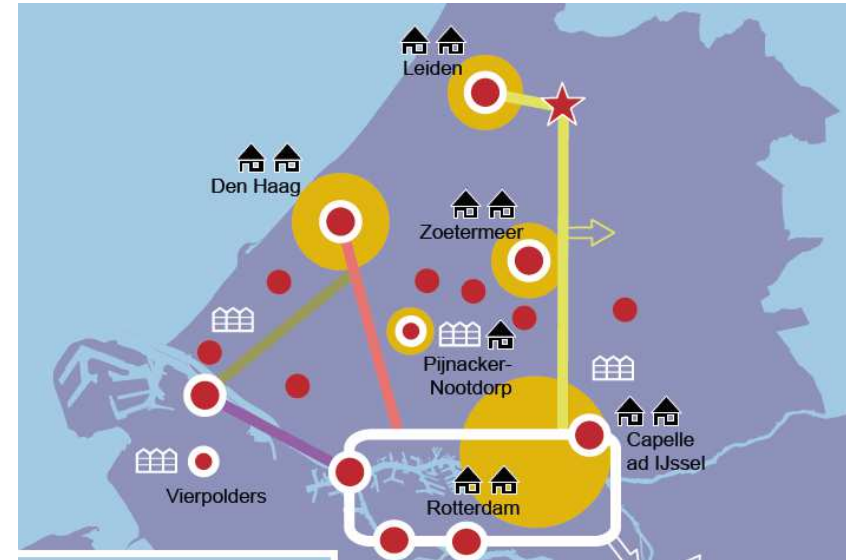 Leiden
Den Haag
Zoetermeer
Pijnacker-
Nootdorp
Capelle
ad IJssel
Rotterdam
Vierpolders